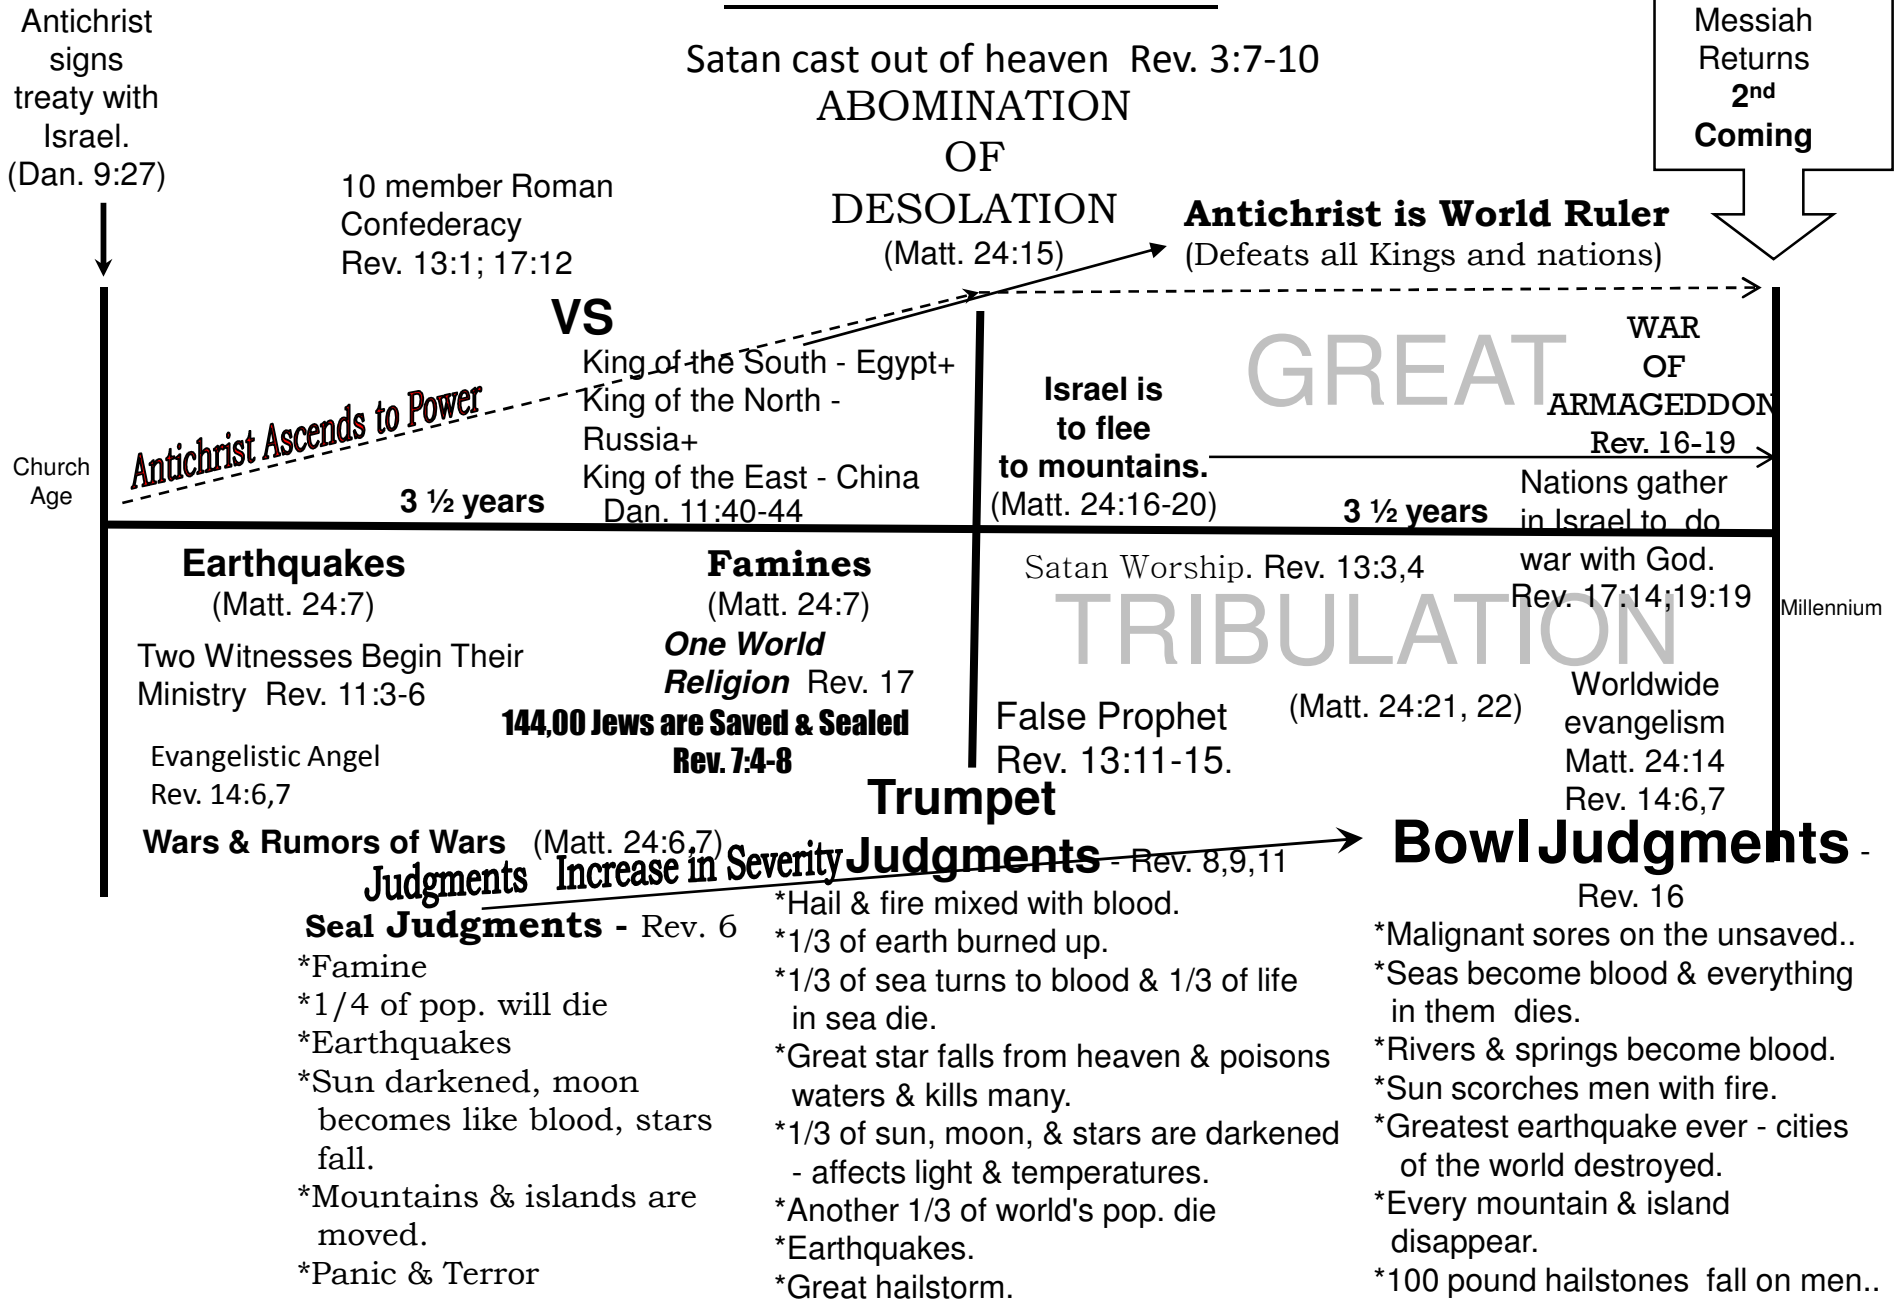 Antichrist
signs
treaty with
Israel.
(Dan. 9:27)
Satan cast out of heaven  Rev. 3:7-10
ABOMINATION
OF
DESOLATION
(Matt. 24:15)
Messiah
Returns
2nd
Coming
10 member Roman
Confederacy
Rev. 13:1; 17:12
VS
King of the South - Egypt+
King of the North -
Russia+
King of the East - China
Dan. 11:40-44
Antichrist is World Ruler
(Defeats all Kings and nations)
Antichrist Ascends to Power
3 ½ years
Church
Age
Israel is
to flee
to mountains.
(Matt. 24:16-20)
GREAT
TRIBULATION
(Matt. 24:21, 22)
3 ½ years
WAR
OF
ARMAGEDDON
Rev. 16-19
Nations gather
in Israel to  do
war with God.
Rev. 17:14;19:19
Millennium
Earthquakes
(Matt. 24:7)
Two Witnesses Begin Their
Ministry  Rev. 11:3-6
Evangelistic Angel
Rev. 14:6,7
Wars & Rumors of Wars  (Matt. 24:6,7)
Famines
(Matt. 24:7)
One World
Religion  Rev. 17
144,00 Jews are Saved & Sealed
Rev. 7:4-8
Satan Worship. Rev. 13:3,4
False Prophet
Rev. 13:11-15.
Worldwide
evangelism
Matt. 24:14
Rev. 14:6,7
Judgments  Increase in Severity
Seal Judgments - Rev. 6
*Famine
*1/4 of pop. will die
*Earthquakes
*Sun darkened, moon
becomes like blood, stars
fall.
*Mountains & islands are
moved.
*Panic & Terror
Trumpet
Judgments - Rev. 8,9,11
*Hail & fire mixed with blood.
*1/3 of earth burned up.
*1/3 of sea turns to blood & 1/3 of life
in sea die.
*Great star falls from heaven & poisons
waters & kills many.
*1/3 of sun, moon, & stars are darkened
- affects light & temperatures.
*Another 1/3 of world's pop. die
*Earthquakes.
*Great hailstorm.
Bowl Judgments -
Rev. 16
*Malignant sores on the unsaved..
*Seas become blood & everything
in them  dies.
*Rivers & springs become blood.
*Sun scorches men with fire.
*Greatest earthquake ever - cities
of the world destroyed.
*Every mountain & island
disappear.
*100 pound hailstones  fall on men..